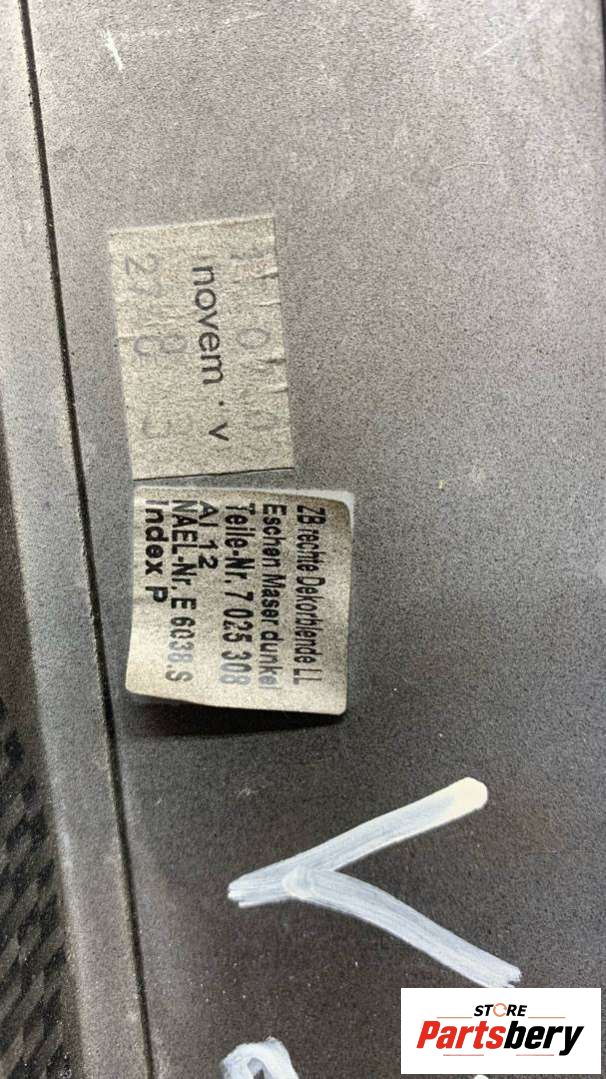 novem
ZB rechte Dekorblende LL
Eschen Maser dunkel
Teile-Nr. 7 025 308
AI 12
NAEL-Nr. E 6038.S
Index P
STORE
Partsbery